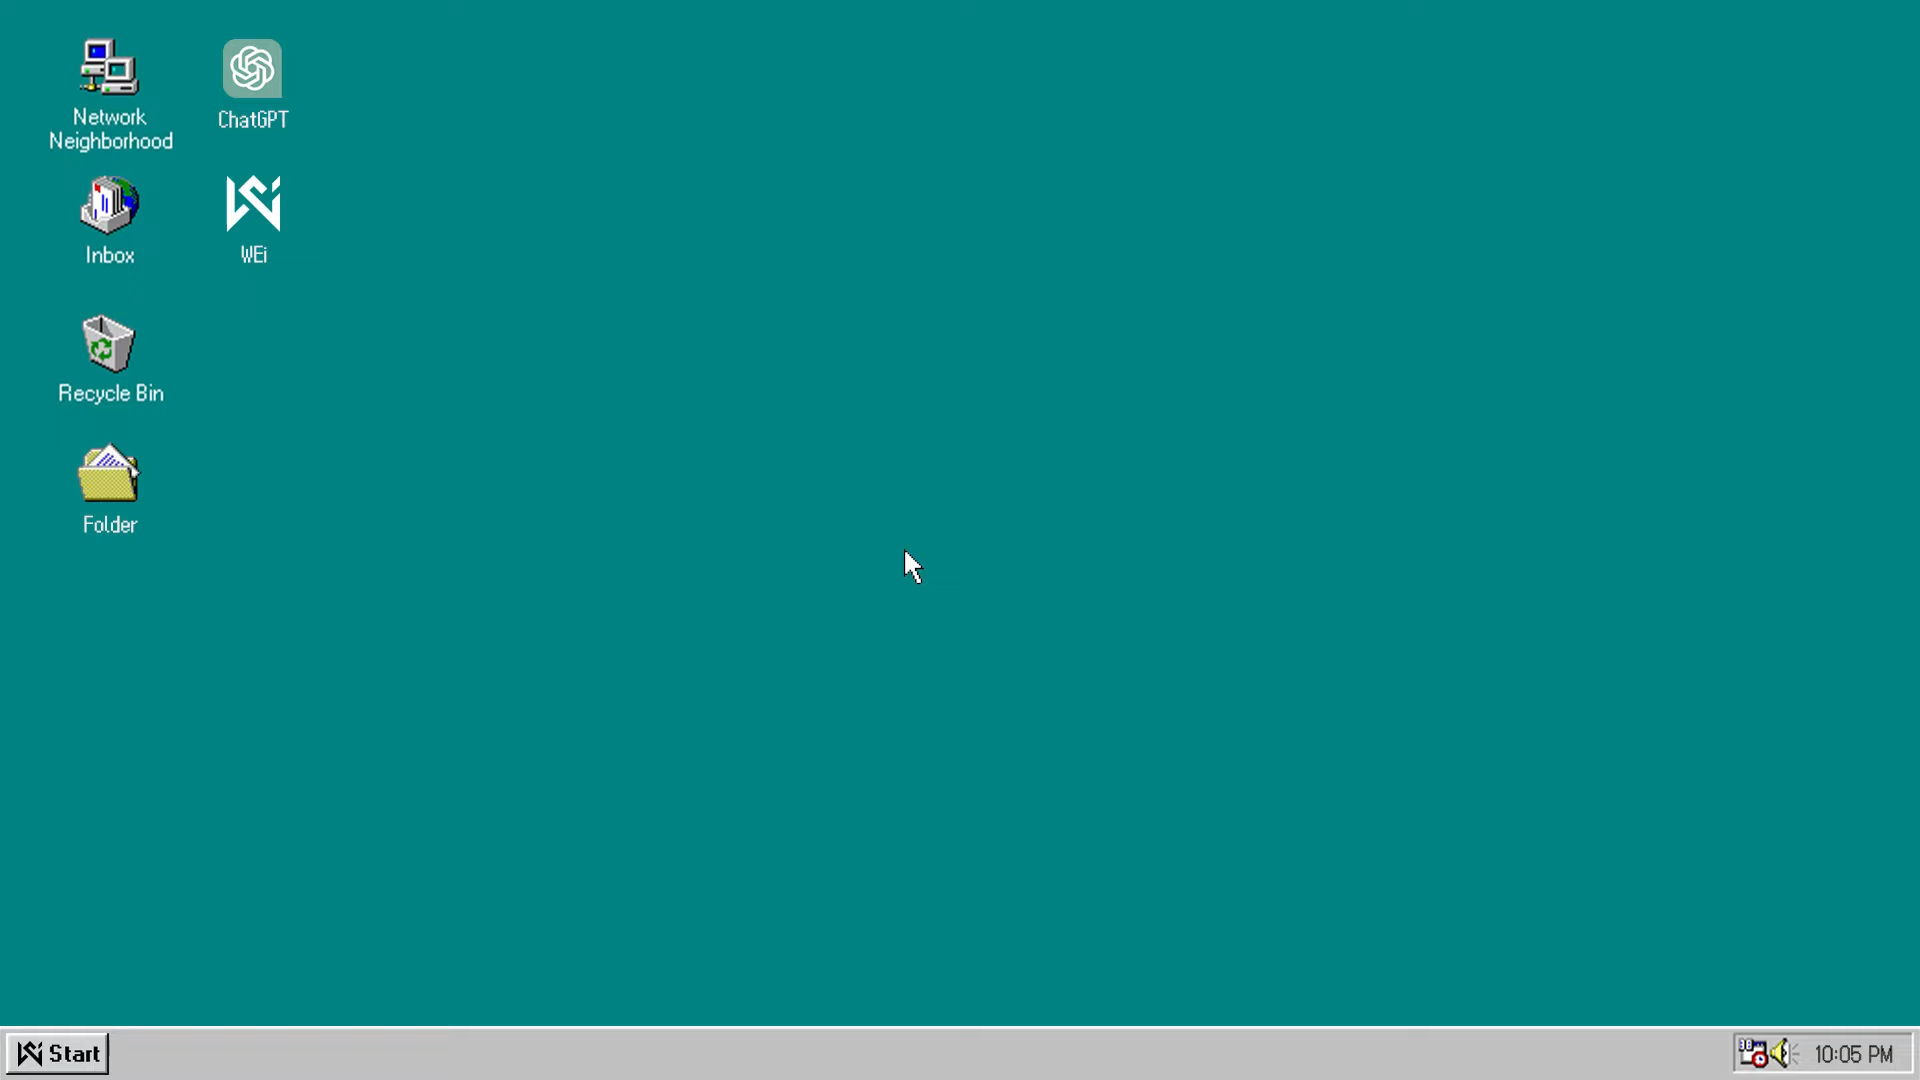 Network
Neighborhood
ChatGPT
Inbox
WEi
Recycle Bin
Folder
Start
10:05 PM